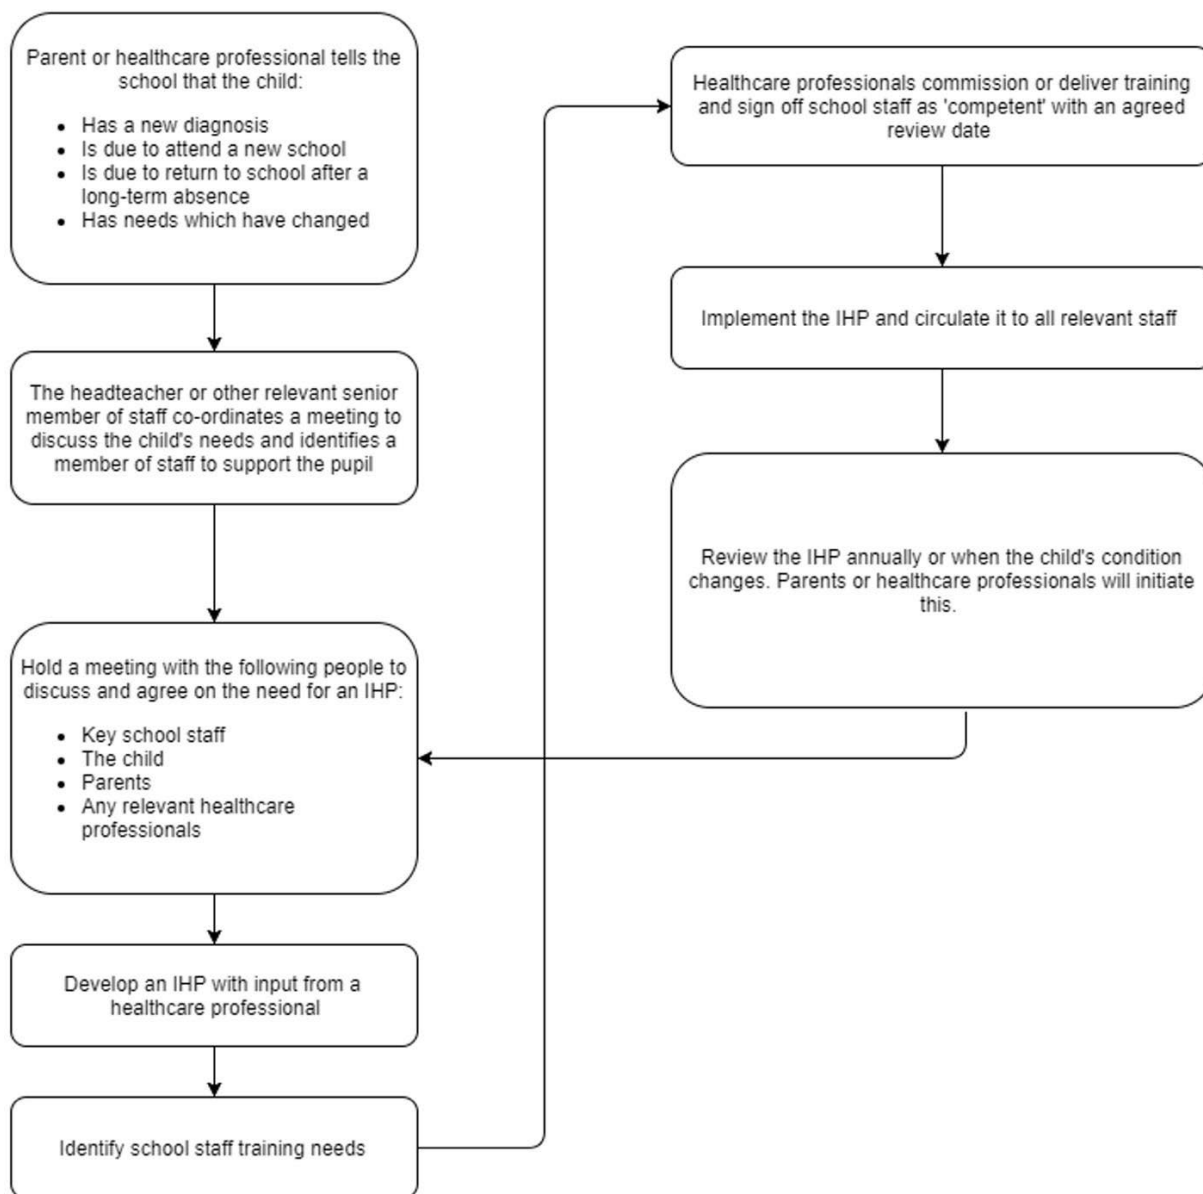 Parent or healthcare professional tells the
school that the child:
• Has a new diagnosis
• Is due to attend a new school
• Is due to return to school after a
long-term absence
• Has needs which have changed
The headteacher or other relevant senior
member of staff co-ordinates a meeting to
discuss the child's needs and identifies a
member of staff to support the pupil
Hold a meeting with the following people to
discuss and agree on the need for an IHP:
• Key school staff
• The child
• Parents
• Any relevant healthcare
professionals
Develop an IHP with input from a
healthcare professional
Identify school staff training needs
Healthcare professionals commission or deliver training
and sign off school staff as 'competent' with an agreed
review date
Implement the IHP and circulate it to all relevant staff
Review the IHP annually or when the child's condition
changes. Parents or healthcare professionals will initiate
this.